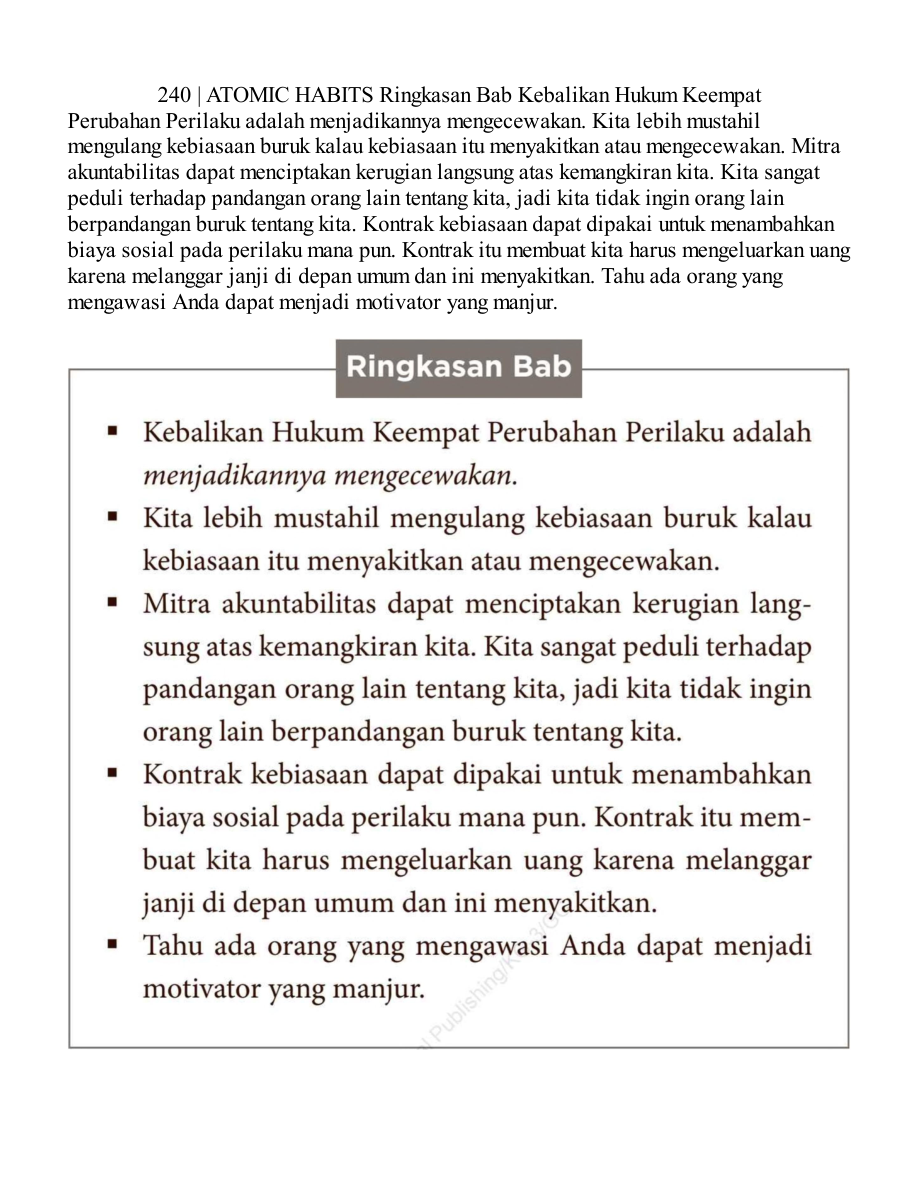 240 | ATOMIC HABITS Ringkasan Bab Kebalikan Hukum Keempat
Perubahan Perilaku adalah menjadikannya mengecewakan. Kita lebih mustahil
mengulang kebiasaan buruk kalau kebiasaan itu menyakitkan atau mengecewakan. Mitra
akuntabilitas dapat menciptakan kerugian langsung atas kemangkiran kita. Kita sangat
peduli terhadap pandangan orang lain tentang kita, jadi kita tidak ingin orang lain
berpandangan buruk tentang kita. Kontrak kebiasaan dapat dipakai untuk menambahkan
biaya sosial pada perilaku mana pun. Kontrak itu membuat kita harus mengeluarkan uang
karena melanggar janji di depan umum dan ini menyakitkan. Tahu ada orang yang
mengawasi Anda dapat menjadi motivator yang manjur.
Ringkasan Bab
▪ Kebalikan Hukum Keempat Perubahan Perilaku adalah
menjadikannya mengecewakan.
▪ Kita lebih mustahil mengulang kebiasaan buruk kalau
kebiasaan itu menyakitkan atau mengecewakan.
▪ Mitra akuntabilitas dapat menciptakan kerugian lang-
sung atas kemangkiran kita. Kita sangat peduli terhadap
pandangan orang lain tentang kita, jadi kita tidak ingin
orang lain berpandangan buruk tentang kita.
▪ Kontrak kebiasaan dapat dipakai untuk menambahkan
biaya sosial pada perilaku mana pun. Kontrak itu mem-
buat kita harus mengeluarkan uang karena melanggar
janji di depan umum dan ini menyakitkan.
▪ Tahu ada orang yang mengawasi Anda dapat menjadi
motivator yang manjur.
Publishing